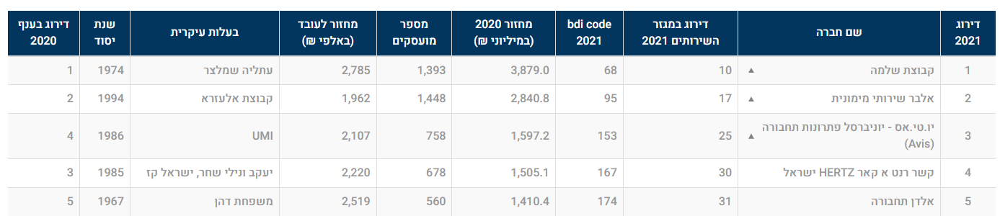 דירוג 2021 שם חברה דירוג במגזר השירותים 2021 bdi code 2021 מחזור 2020 (במיליוני ₪) מספר מועסקים מחזור לעובד (באלפי ₪) בעלות עיקרית שנת יסוד דירוג בענף 2020
1 קבוצת שלמה ▲ 10 68 3,879.0 1,393 2,785 עתליה שמלצר 1974 1
2 אלבר שירותי מימונית ▲ 17 95 2,840.8 1,448 1,962 קבוצת אלעזרא 1994 2
3 יו.טי.אס - יוניברסל פתרונות תחבורה (Avis) ▲ 25 153 1,597.2 758 2,107 UMI 1986 4
4 קשר רנט א קאר HERTZ ישראל 30 167 1,505.1 678 2,220 יעקב ונילי שחר, ישראל קז 1985 3
5 אלדן תחבורה 31 174 1,410.4 560 2,519 משפחת דהן 1967 5